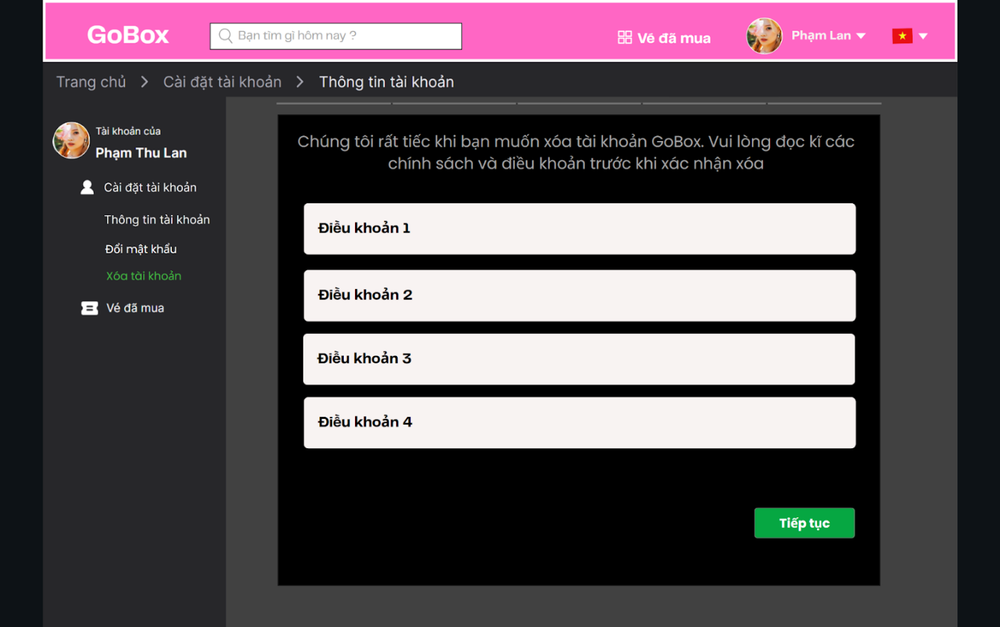 GoBox
Bạn tìm gì hôm nay ?
Vé đã mua
Phạm Lan
Trang chủ > Cài đặt tài khoản > Thông tin tài khoản
Tài khoản của
Phạm Thu Lan
Cài đặt tài khoản
Thông tin tài khoản
Đổi mật khẩu
Xóa tài khoản
Vé đã mua
Chúng tôi rất tiếc khi bạn muốn xóa tài khoản GoBox. Vui lòng đọc kĩ các
chính sách và điều khoản trước khi xác nhận xóa
Điều khoản 1
Điều khoản 2
Điều khoản 3
Điều khoản 4
Tiếp tục